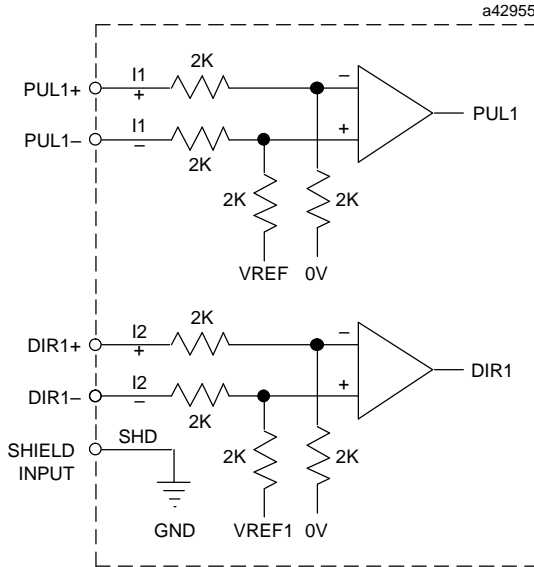 a42955
PUL1+
I1
+
2K
–
PUL1
PUL1–
I1
–
2K
+
2K
2K
VREF
0V
DIR1+
I2
+
2K
–
DIR1
DIR1–
I2
–
2K
+
SHIELD
INPUT
SHD
2K
2K
GND
VREF1
0V